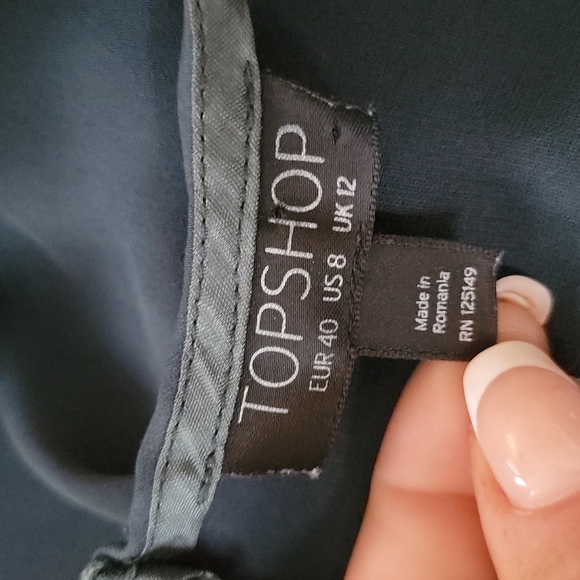 TOPSHOP
EUR 40 US 8 UK 12
Made in
Romania
RN 125149